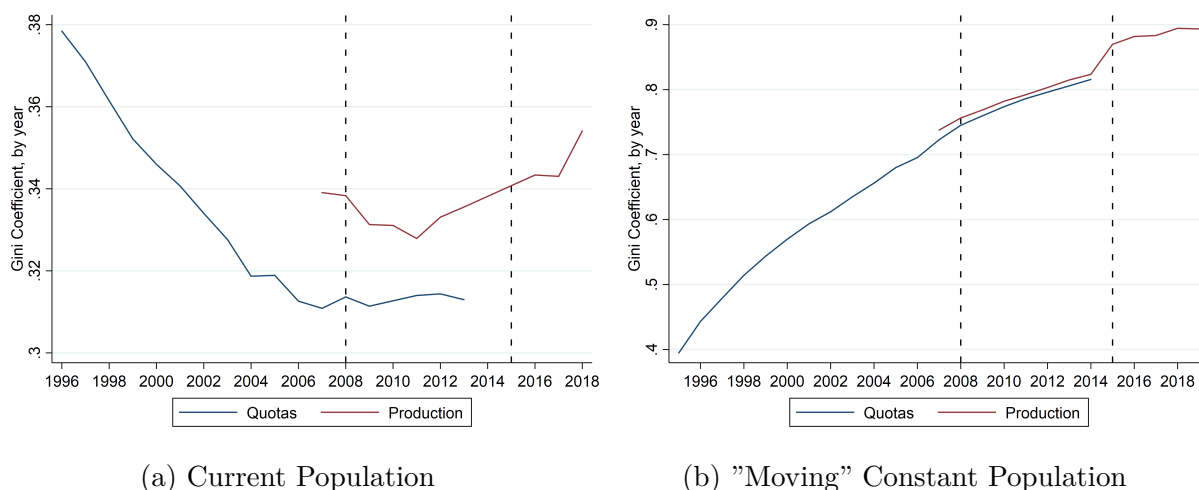 Gini Coefficient, by year
.38
.36
.34
.32
.3
1996 1998 2000 2002 2004 2006 2008 2010 2012 2014 2016 2018
Quotas Production
(a) Current Population
Gini Coefficient, by year
.9
.8
.7
.6
.5
.4
1996 1998 2000 2002 2004 2006 2008 2010 2012 2014 2016 2018
Quotas Production
(b) ”Moving” Constant Population